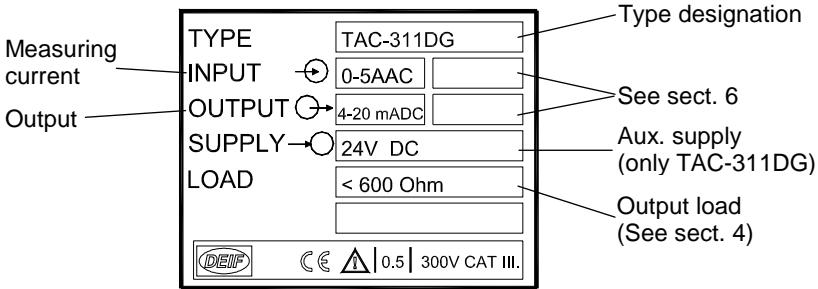 Type designation
TYPE TAC-311DG
Measuring
current
INPUT 0-5AAC
See sect. 6
Output
OUTPUT 4-20 mADC
SUPPLY 24V DC
Aux. supply
(only TAC-311DG)
LOAD < 600 Ohm
Output load
(See sect. 4)
DEIF CE 0.5 300V CAT III.